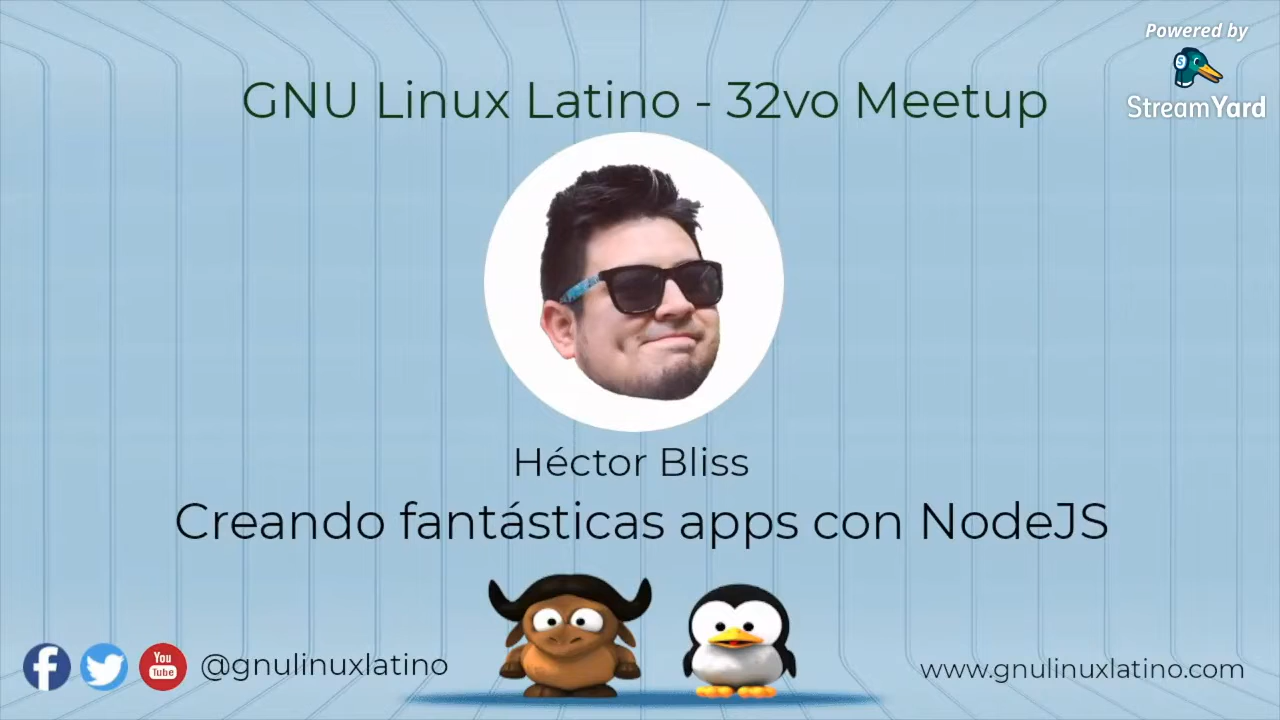 Powered by
StreamYard
GNU Linux Latino - 32vo Meetup
Héctor Bliss
Creando fantásticas apps con NodeJS
f
You
Tube
@gnulinuxlatino
www.gnulinuxlatino.com